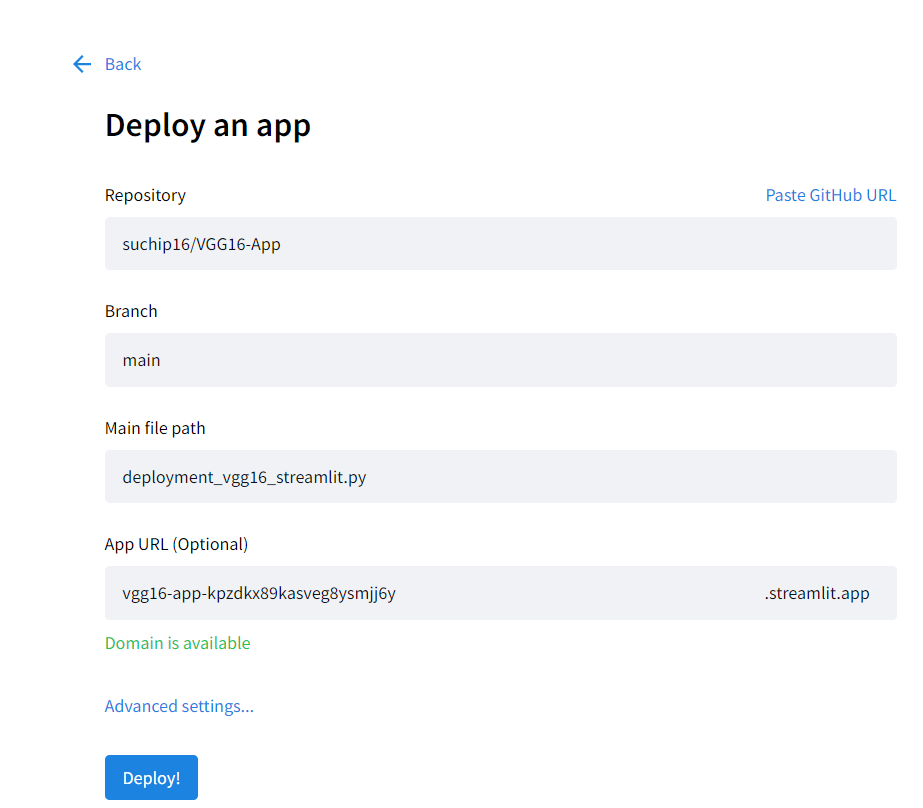 Back
Deploy an app
Repository Paste GitHub URL
suchip16/VGG16-App
Branch
main
Main file path
deployment_vgg16_streamlit.py
App URL (Optional)
vgg16-app-kpzdkx89kasveg8ysmjj6y .streamlit.app
Domain is available
Advanced settings...
Deploy!